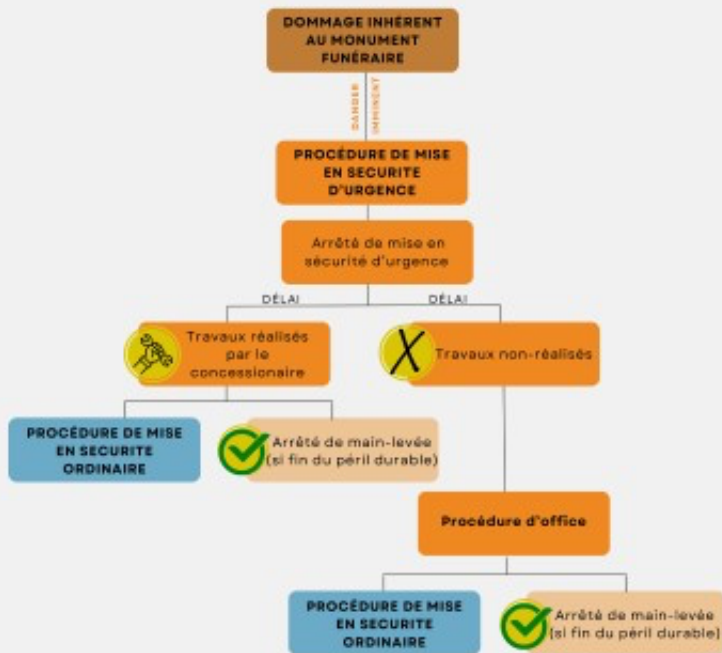 DOMMAGE INHÉRENT
AU MONUMENT
FUNÉRAIRE
DANGER
IMMINENT
PROCÉDURE DE MISE
EN SECURITE
D'URGENCE
Arrêté de mise en
sécurité d'urgence
DÉLAI
DÉLAI
Travaux réalisés
par le
concessionaire
Travaux non-réalisés
PROCÉDURE DE MISE
EN SECURITE
ORDINAIRE
Arrêté de main-levée
(si fin du péril durable)
Procédure d'office
PROCÉDURE DE MISE
EN SECURITE
ORDINAIRE
Arrêté de main-levée
(si fin du péril durable)